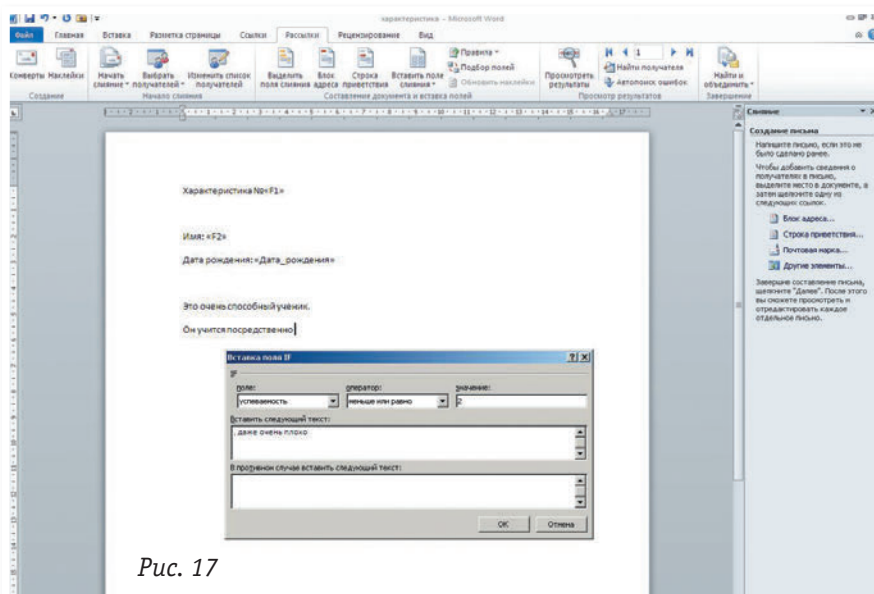 характеристика - Microsoft Word
Файл Главная Вставка Разметка страницы Ссылки Рассылки Рецензирование Вид
Конверты Наклейки
Создание
Начать слияние
Выбрать получателей
Изменить список получателей
Начало слияния
Выделить поля слияния
Блок адреса
Строка приветствия
Вставить поле слияния
Правила
Подбор полей
Обновить наклейки
Составление документа и вставка полей
Просмотреть результаты
1
Найти получателя
Автопоиск ошибок
Просмотр результатов
Найти и объединить
Завершение
Характеристика №«F1»
Имя: «F2»
Дата рождения: «Дата_рождения»
Это очень способный ученик.
Он учится посредственно
Вставка поля IF
IF
Поле: оператор: значение:
успеваемость меньше или равно 2
Вставить следующий текст:
, даже очень плохо
В противном случае вставить следующий текст:
ОК Отмена
Слияние
Создание письма
Напишите письмо, если это не
было сделано ранее.
Чтобы добавить сведения о
получателях в письмо,
выделите место в документе, а
затем щелкните одну из
следующих ссылок.
Блок адреса...
Строка приветствия...
Почтовая марка...
Другие элементы...
Завершив составление письма,
щелкните "Далее". После этого
вы сможете просмотреть и
отредактировать каждое
отдельное письмо.
Рис. 17